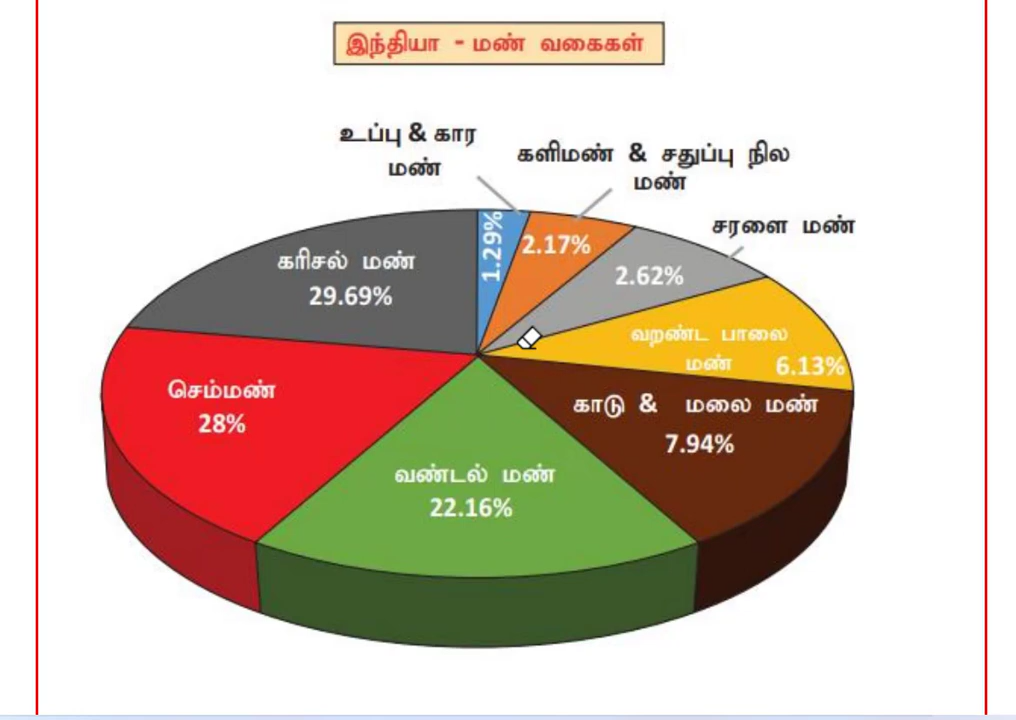 இந்தியா - மண் வகைகள்
உப்பு & கார
மண்
களிமண் & சதுப்பு நில
மண்
சரளை மண்
1.29%
2.17%
2.62%
கரிசல் மண்
29.69%
வறண்ட பாலை
மண் 6.13%
செம்மண்
28%
காடு & மலை மண்
7.94%
வண்டல் மண்
22.16%